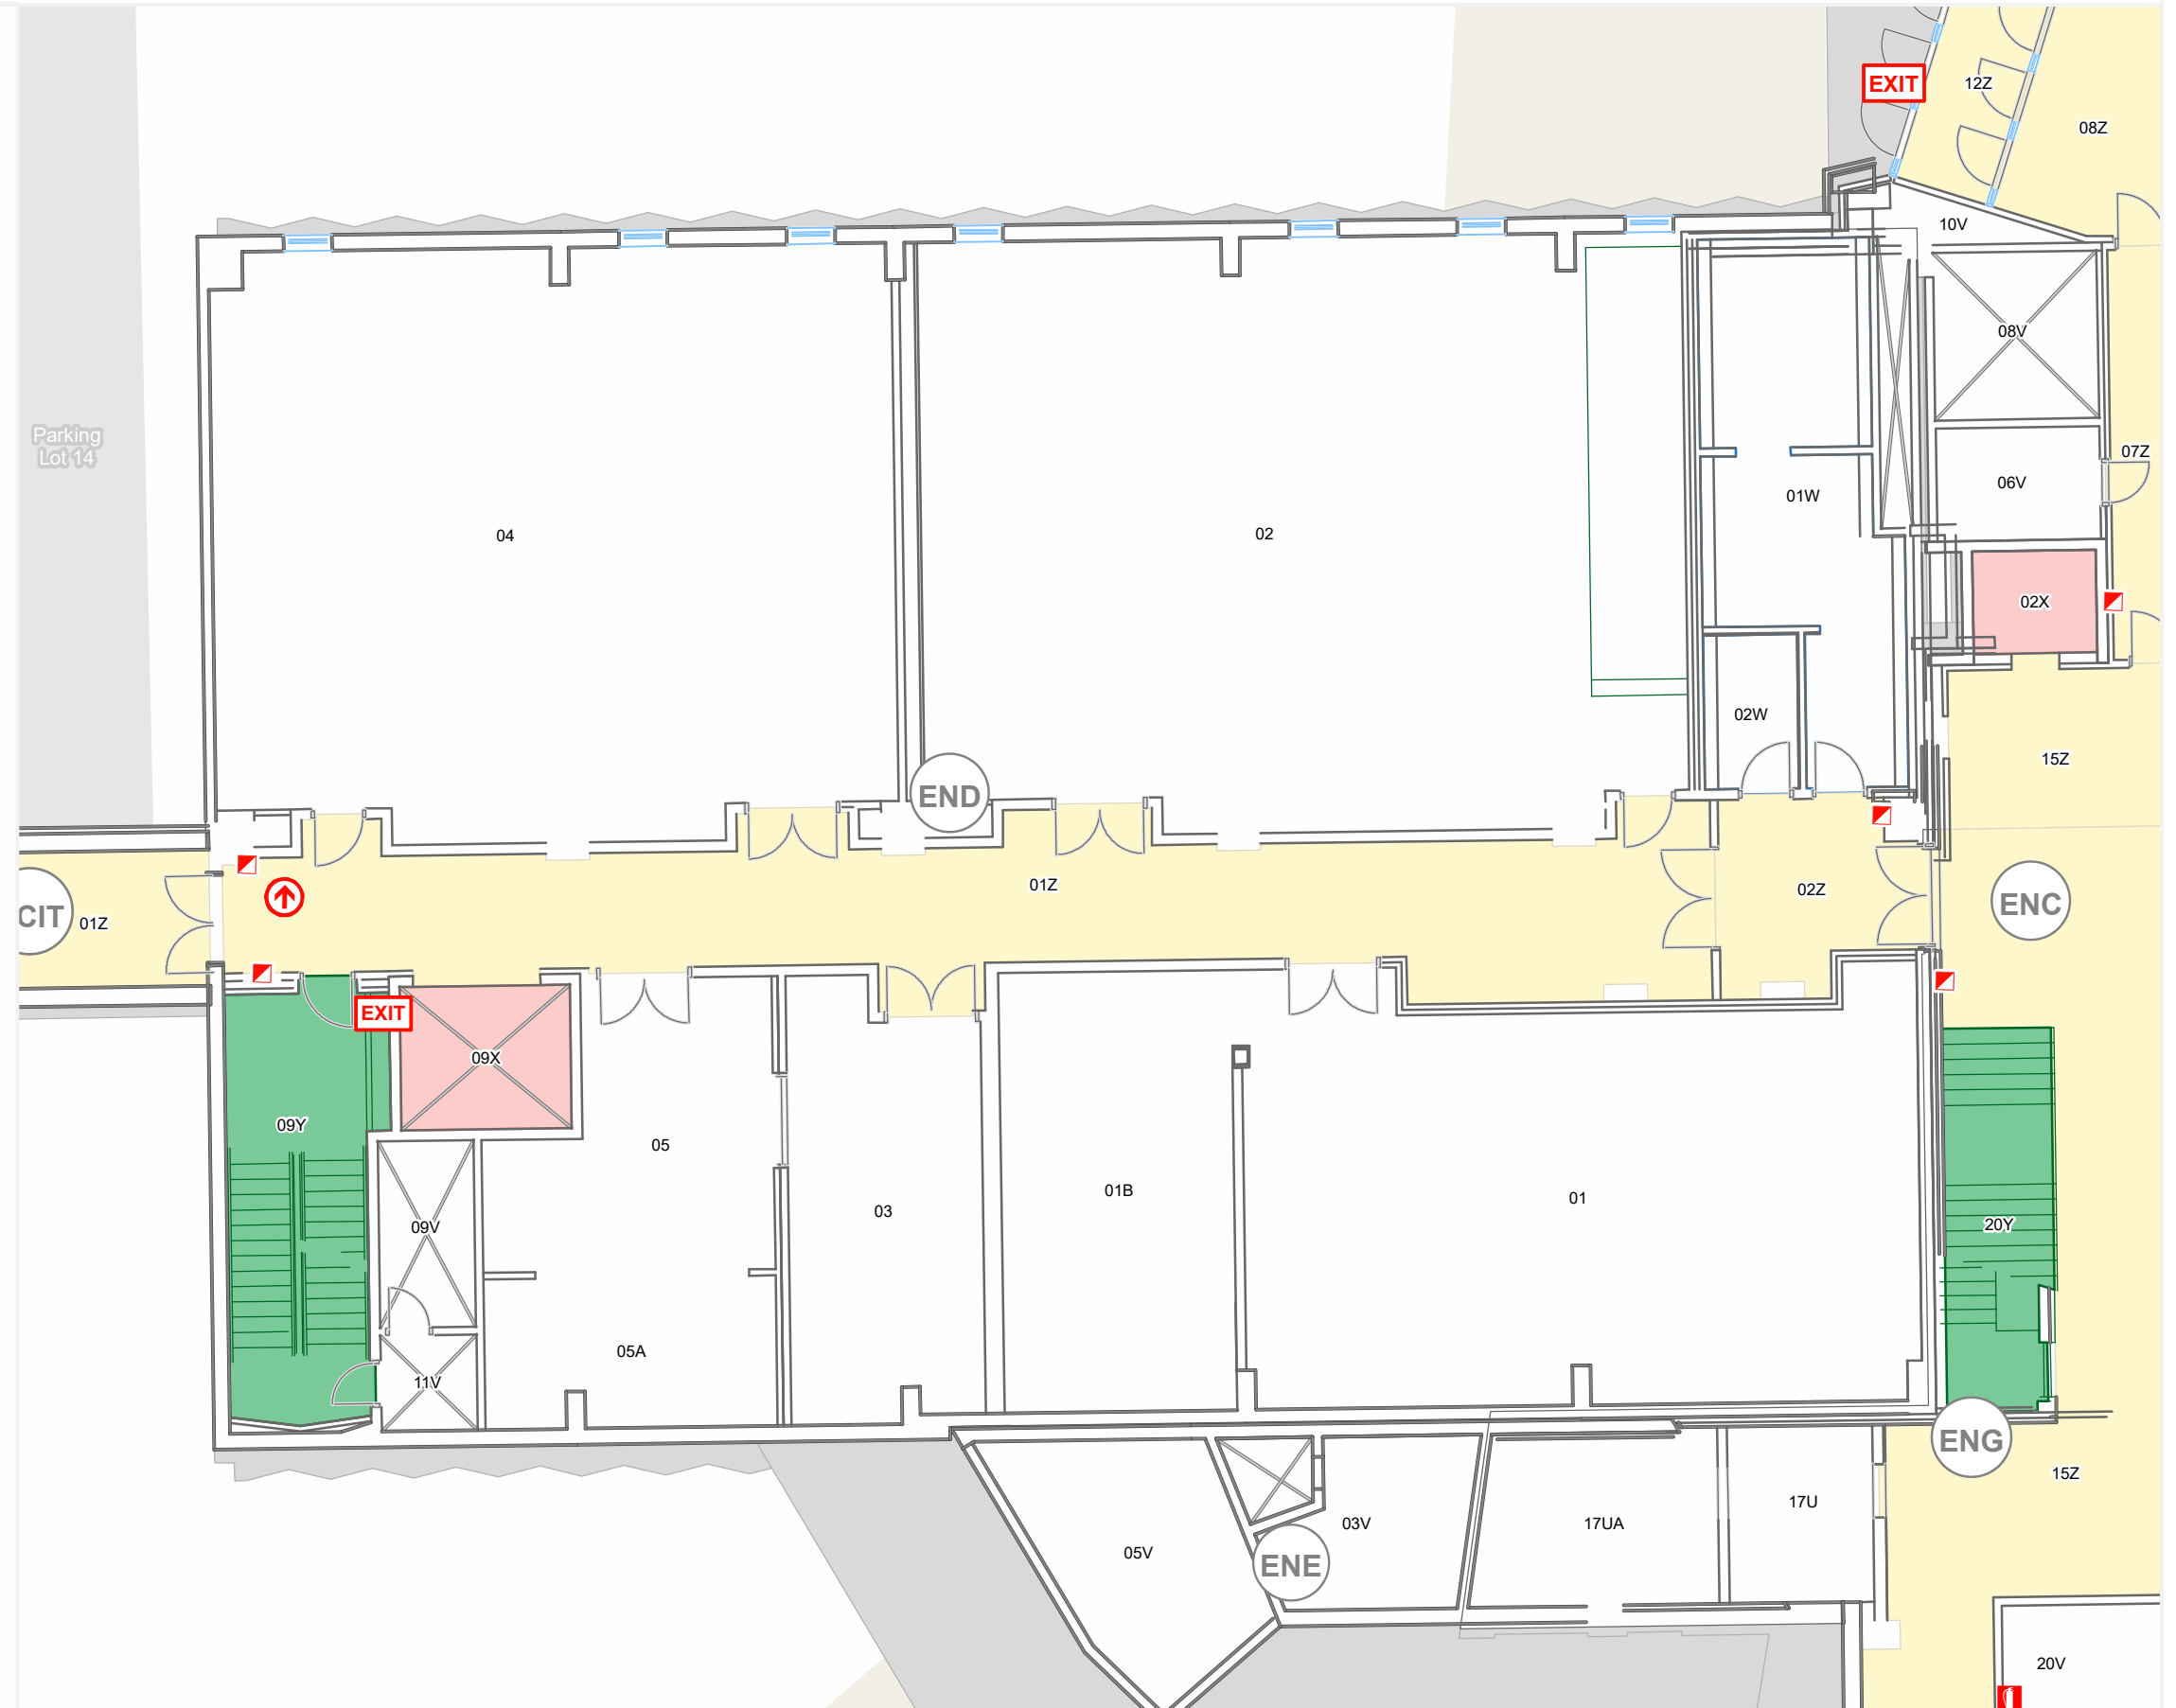 EXIT
12Z
08Z
10V
08V
Parking
Lot 14
07Z
06V
01W
04
02
02X
02W
15Z
END
01Z
02Z
ENC
CIT
01Z
EXIT
09X
09Y
05
01B
01
03
20Y
09V
05A
11V
ENG
15Z
17U
17UA
03V
05V
ENE
20V